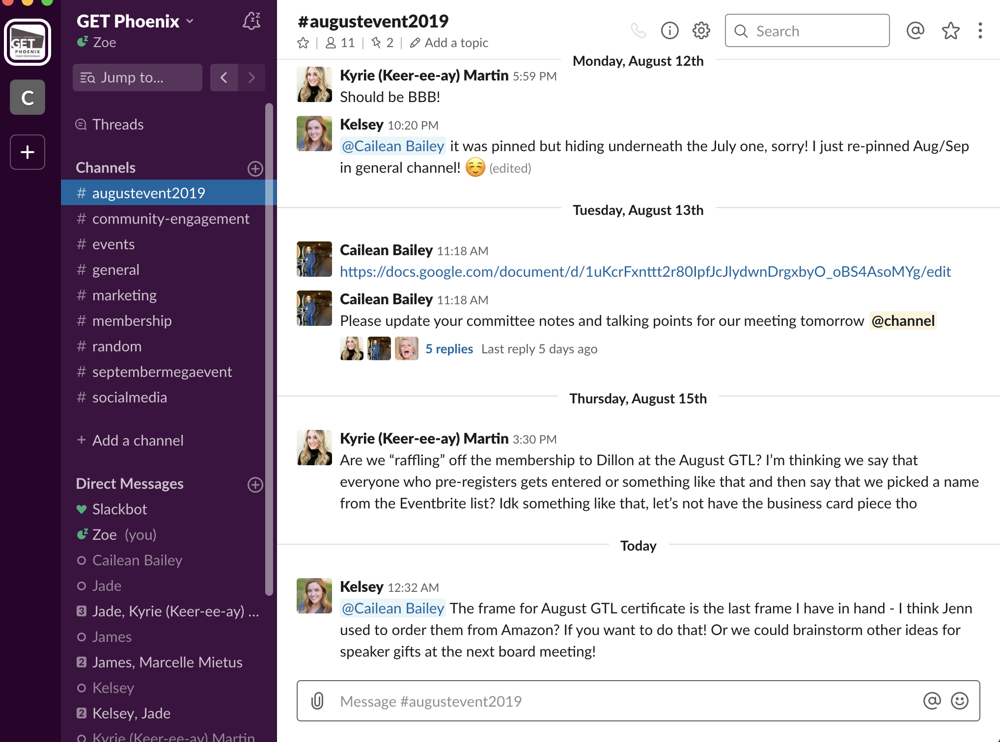 GET
PHOENIX
YOUNG PROFESSIONALS
C
GET Phoenix
Zoe
Jump to...
Threads
Channels
# augustevent2019
# community-engagement
# events
# general
# marketing
# membership
# random
# septembermegaevent
# socialmedia
+ Add a channel
Direct Messages
Slackbot
Zoe (you)
Cailean Bailey
Jade
3 Jade, Kyrie (Keer-ee-ay) ...
James
2 James, Marcelle Mietus
Kelsey
2 Kelsey, Jade
Kyrie (Keer-ee-ay) Martin
#augustevent2019
11 | 2 | Add a topic
Search
Monday, August 12th
Kyrie (Keer-ee-ay) Martin 5:59 PM
Should be BBB!
Kelsey 10:20 PM
@Cailean Bailey it was pinned but hiding underneath the July one, sorry! I just re-pinned Aug/Sep
in general channel! ☺️ (edited)
Tuesday, August 13th
Cailean Bailey 11:18 AM
https://docs.google.com/document/d/1uKcrFxnttt2r80IpfJcJlydwnDrgxbyO_oBS4AsoMYg/edit
Cailean Bailey 11:18 AM
Please update your committee notes and talking points for our meeting tomorrow @channel
5 replies Last reply 5 days ago
Thursday, August 15th
Kyrie (Keer-ee-ay) Martin 3:30 PM
Are we “raffling” off the membership to Dillon at the August GTL? I’m thinking we say that
everyone who pre-registers gets entered or something like that and then say that we picked a name
from the Eventbrite list? Idk something like that, let’s not have the business card piece tho
Today
Kelsey 12:32 AM
@Cailean Bailey The frame for August GTL certificate is the last frame I have in hand - I think Jenn
used to order them from Amazon? If you want to do that! Or we could brainstorm other ideas for
speaker gifts at the next board meeting!
Message #augustevent2019